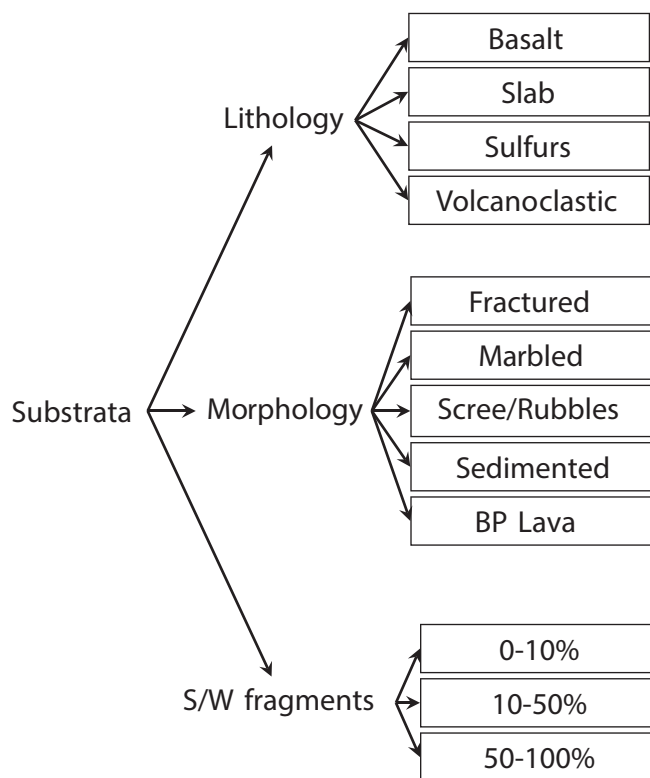 Substrata
Lithology
Basalt
Slab
Sulfurs
Volcanoclastic
Morphology
Fractured
Marbled
Scree/Rubbles
Sedimented
BP Lava
S/W fragments
0-10%
10-50%
50-100%